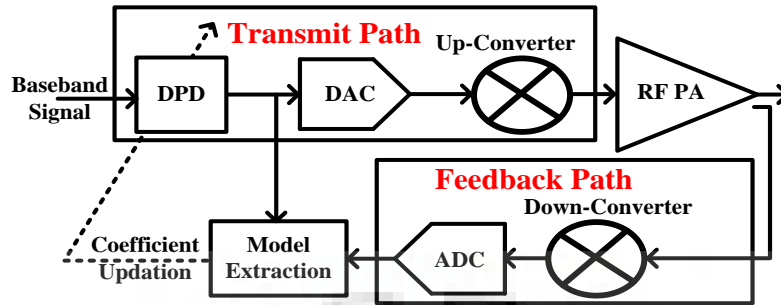 Transmit Path
Up-Converter
Baseband
Signal
DPD
DAC
RF PA
Feedback Path
Down-Converter
Coefficient
Updation
Model
Extraction
ADC